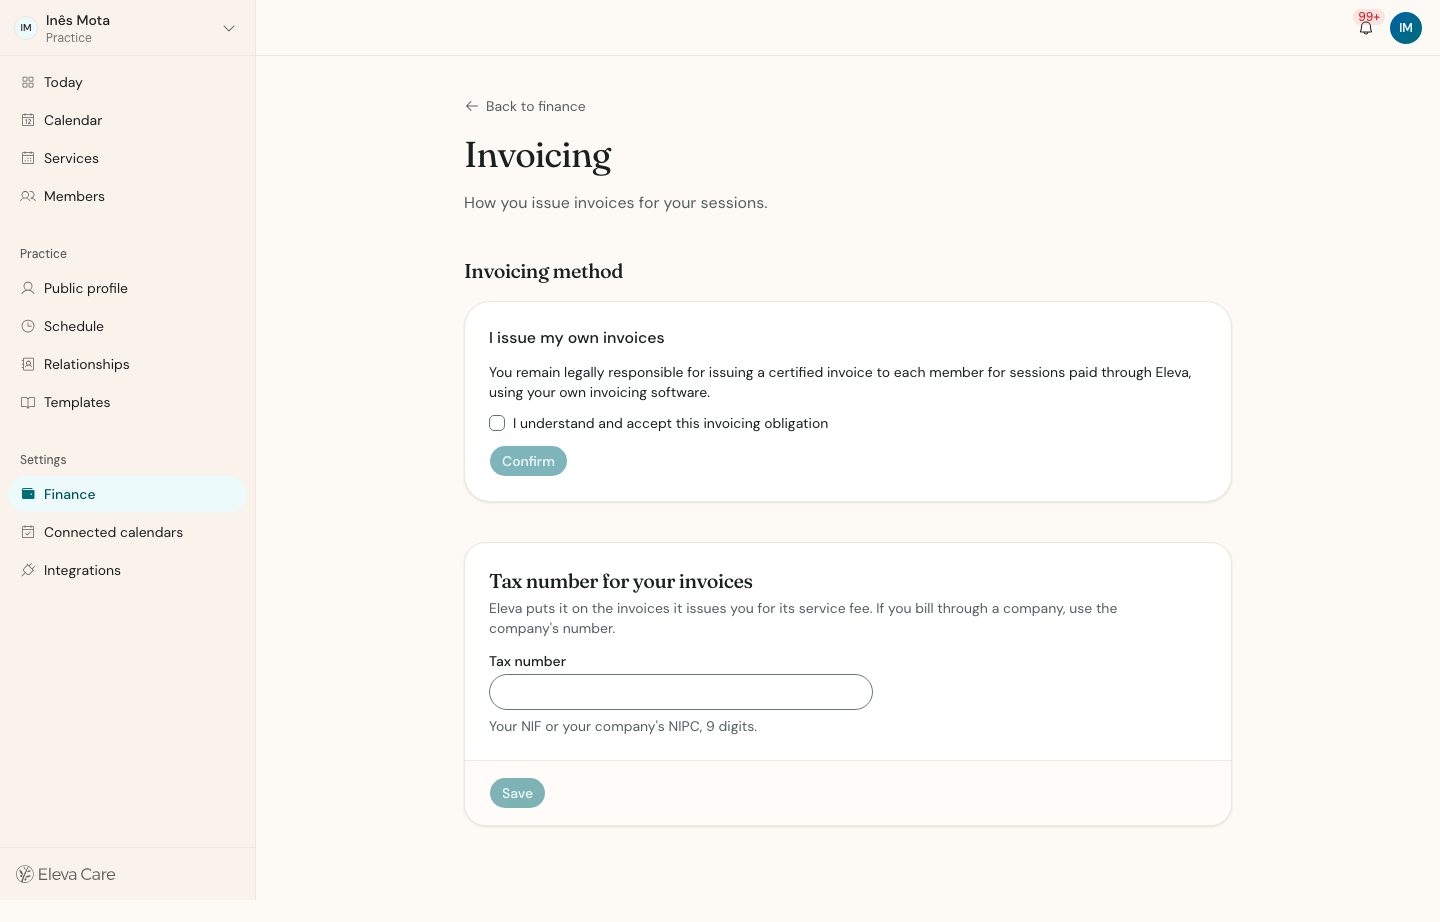 IM
Inês Mota
Practice
99+
IM
Today
12
Calendar
Services
Members
Practice
Public profile
Schedule
Relationships
Templates
Settings
Finance
Connected calendars
Integrations
Eleva Care
Back to finance
Invoicing
How you issue invoices for your sessions.
Invoicing method
I issue my own invoices
You remain legally responsible for issuing a certified invoice to each member for sessions paid through Eleva,
using your own invoicing software.
I understand and accept this invoicing obligation
Confirm
Tax number for your invoices
Eleva puts it on the invoices it issues you for its service fee. If you bill through a company, use the
company's number.
Tax number
Your NIF or your company's NIPC, 9 digits.
Save